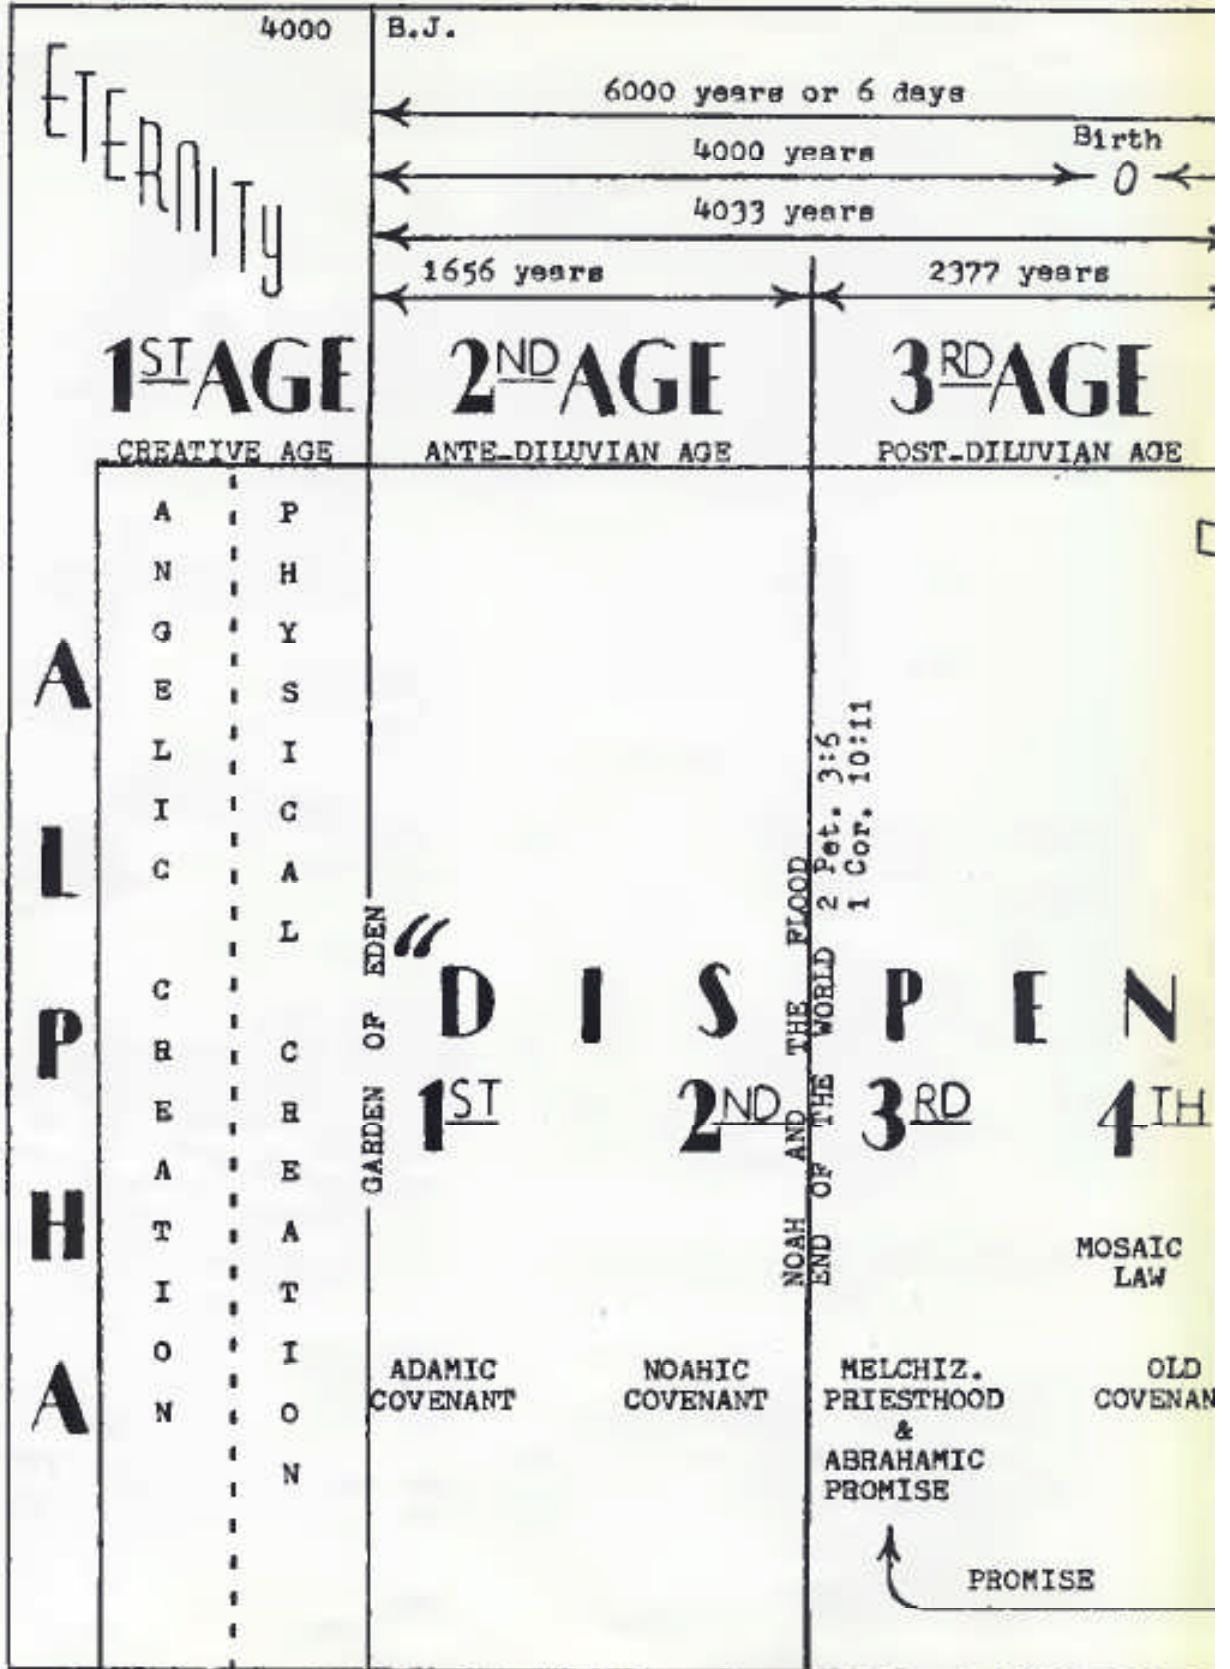 4000 B.J.
ETERNITY
6000 years or 6 days
4000 years
Birth
0
4033 years
1656 years
2377 years
1ST AGE
2ND AGE
3RD AGE
CREATIVE AGE
ANTE-DILUVIAN AGE
POST-DILUVIAN AGE
ALPHA
ANGELIC CREATION
PHYSICAL CREATION
GARDEN OF EDEN
NOAH AND THE FLOOD
END OF THE WORLD 2 Pet. 3:6
1 Cor. 10:11
“DISPEN
1ST
2ND
3RD
4TH
MOSAIC
LAW
ADAMIC
COVENANT
NOAHIC
COVENANT
MELCHIZ.
PRIESTHOOD
&
ABRAHAMIC
PROMISE
OLD
COVENAN
PROMISE